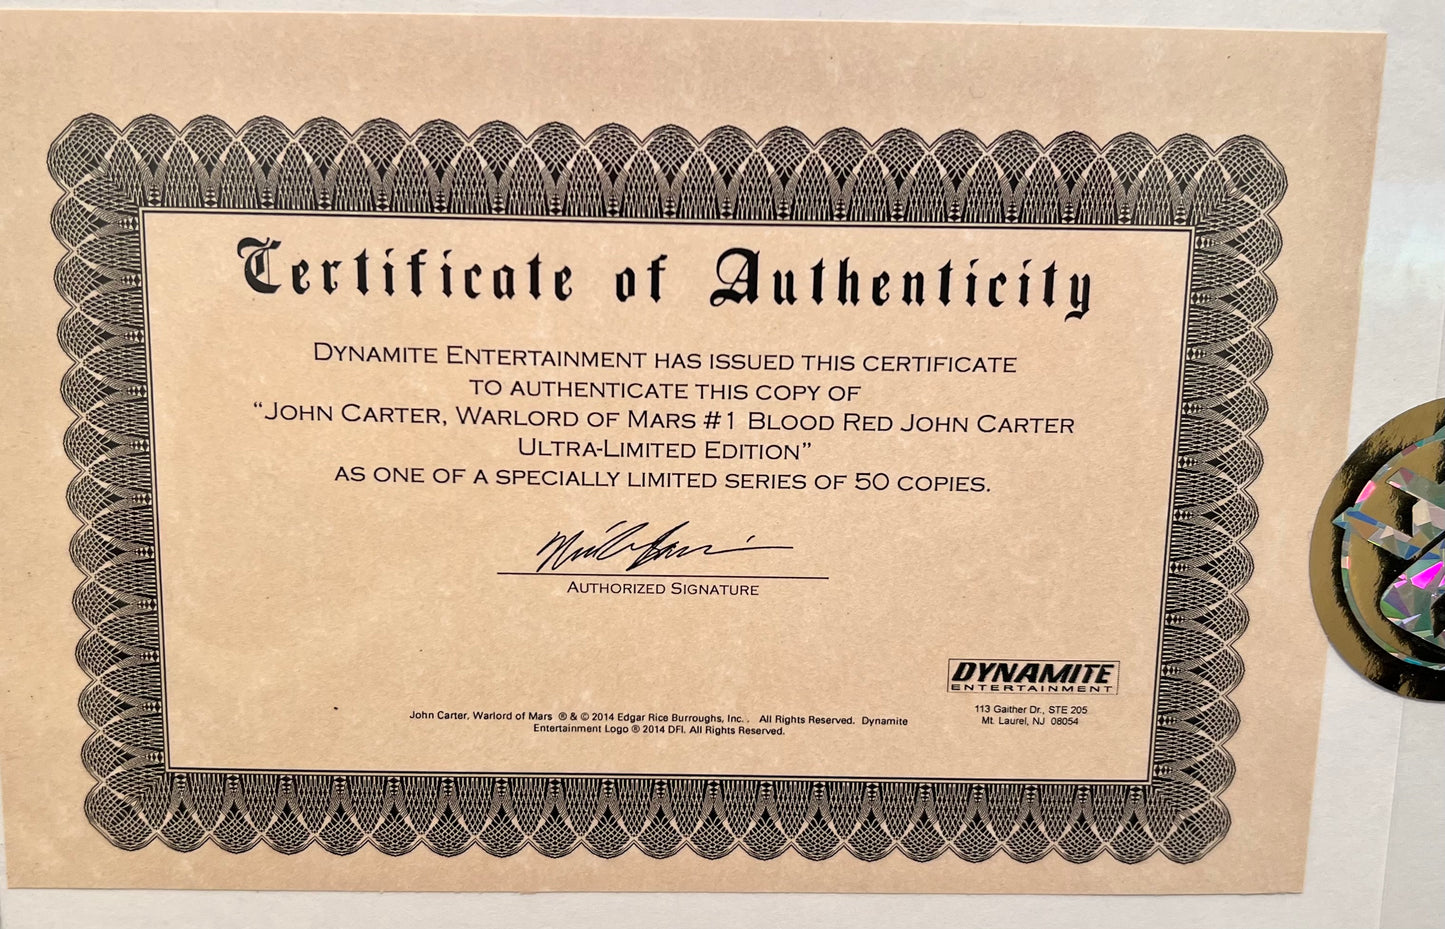 Certificate of Authenticity
DYNAMITE ENTERTAINMENT HAS ISSUED THIS CERTIFICATE
TO AUTHENTICATE THIS COPY OF
“JOHN CARTER, WARLORD OF MARS #1 BLOOD RED JOHN CARTER
ULTRA-LIMITED EDITION”
AS ONE OF A SPECIALLY LIMITED SERIES OF 50 COPIES.
AUTHORIZED SIGNATURE
DYNAMITE
ENTERTAINMENT
113 Gaither Dr., STE 205
Mt. Laurel, NJ 08054
John Carter, Warlord of Mars ® & © 2014 Edgar Rice Burroughs, Inc. . All Rights Reserved. Dynamite
Entertainment Logo ® 2014 DFI. All Rights Reserved.